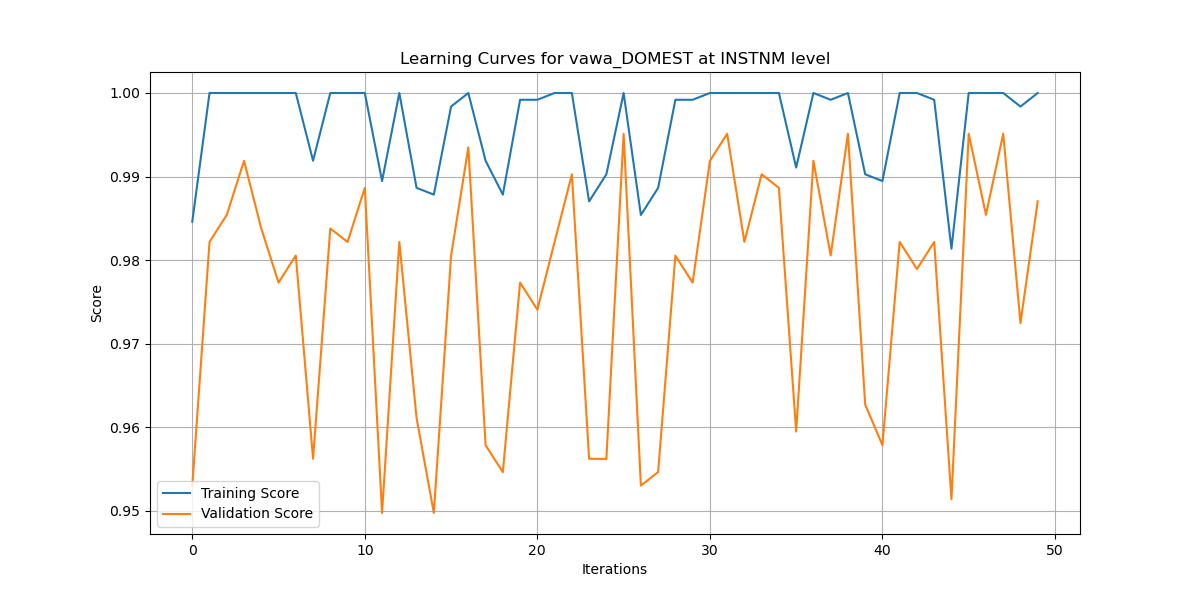 Learning Curves for vawa_DOMEST at INSTNM level
1.00
0.99
0.98
0.97
0.96
0.95
Score
Training Score
Validation Score
0 10 20 30 40 50
Iterations